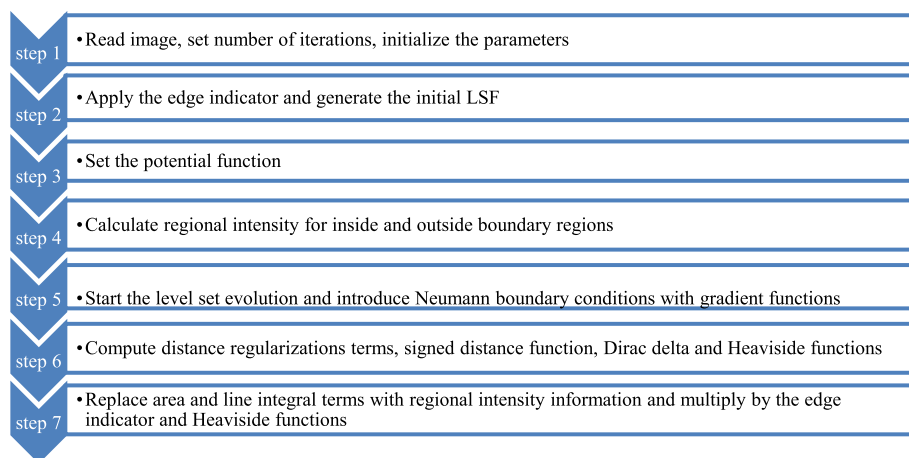 step 1
•Read image, set number of iterations, initialize the parameters
step 2
•Apply the edge indicator and generate the initial LSF
step 3
•Set the potential function
step 4
•Calculate regional intensity for inside and outside boundary regions
step 5
•Start the level set evolution and introduce Neumann boundary conditions with gradient functions
step 6
•Compute distance regularizations terms, signed distance function, Dirac delta and Heaviside functions
step 7
•Replace area and line integral terms with regional intensity information and multiply by the edge
indicator and Heaviside functions